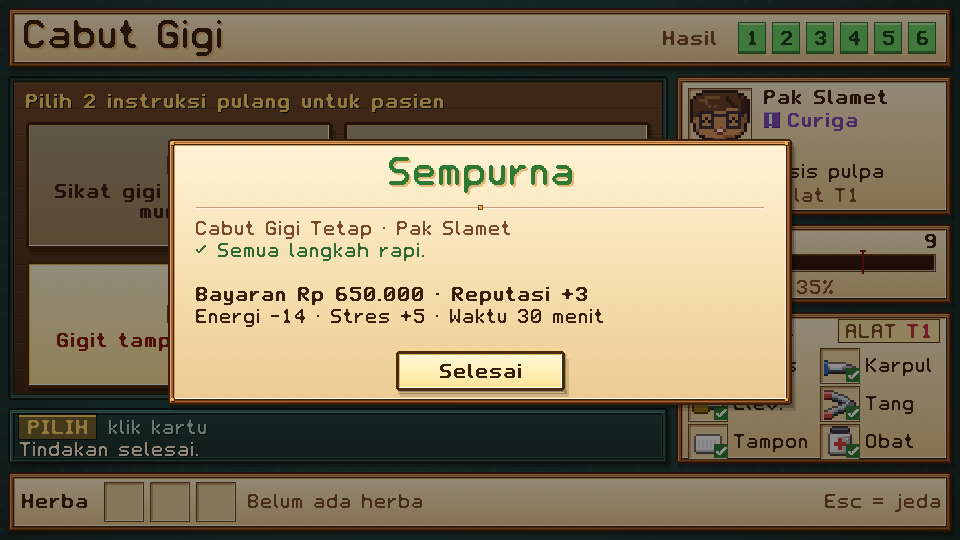 Cabut Gigi
Hasil 1 2 3 4 5 6
Pilih 2 instruksi pulang untuk pasien
Pak Slamet
Curiga
Sikat gigi
Sempurna
Cabut Gigi Tetap · Pak Slamet
✓ Semua langkah rapi.
Bayaran Rp 650.000 · Reputasi +3
Energi -14 · Stres +5 · Waktu 30 menit
Selesai
pulpa
T1
9
35%
Gigit
ALAT T1
Karpul
Elev.
Tang
Tampon
Obat
PILIH klik kartu
Tindakan selesai.
Herba
Belum ada herba
Esc = jeda